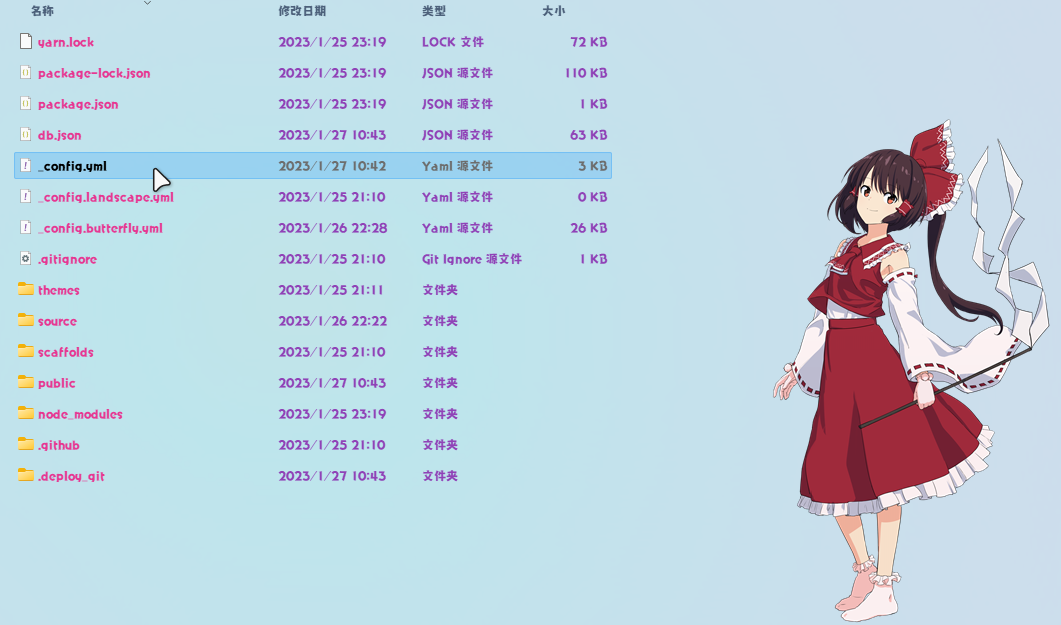 名称 修改日期 类型 大小
yarn.lock 2023/1/25 23:19 LOCK 文件 72 KB
package-lock.json 2023/1/25 23:19 JSON 源文件 110 KB
package.json 2023/1/25 23:19 JSON 源文件 1 KB
db.json 2023/1/27 10:43 JSON 源文件 63 KB
_config.yml 2023/1/27 10:42 Yaml 源文件 3 KB
_config.landscape.yml 2023/1/25 21:10 Yaml 源文件 0 KB
_config.butterfly.yml 2023/1/26 22:28 Yaml 源文件 26 KB
.gitignore 2023/1/25 21:10 Git Ignore 源文件 1 KB
themes 2023/1/25 21:11 文件夹
source 2023/1/26 22:22 文件夹
scaffolds 2023/1/25 21:10 文件夹
public 2023/1/27 10:43 文件夹
node_modules 2023/1/25 23:19 文件夹
.github 2023/1/25 21:10 文件夹
.deploy_git 2023/1/27 10:43 文件夹